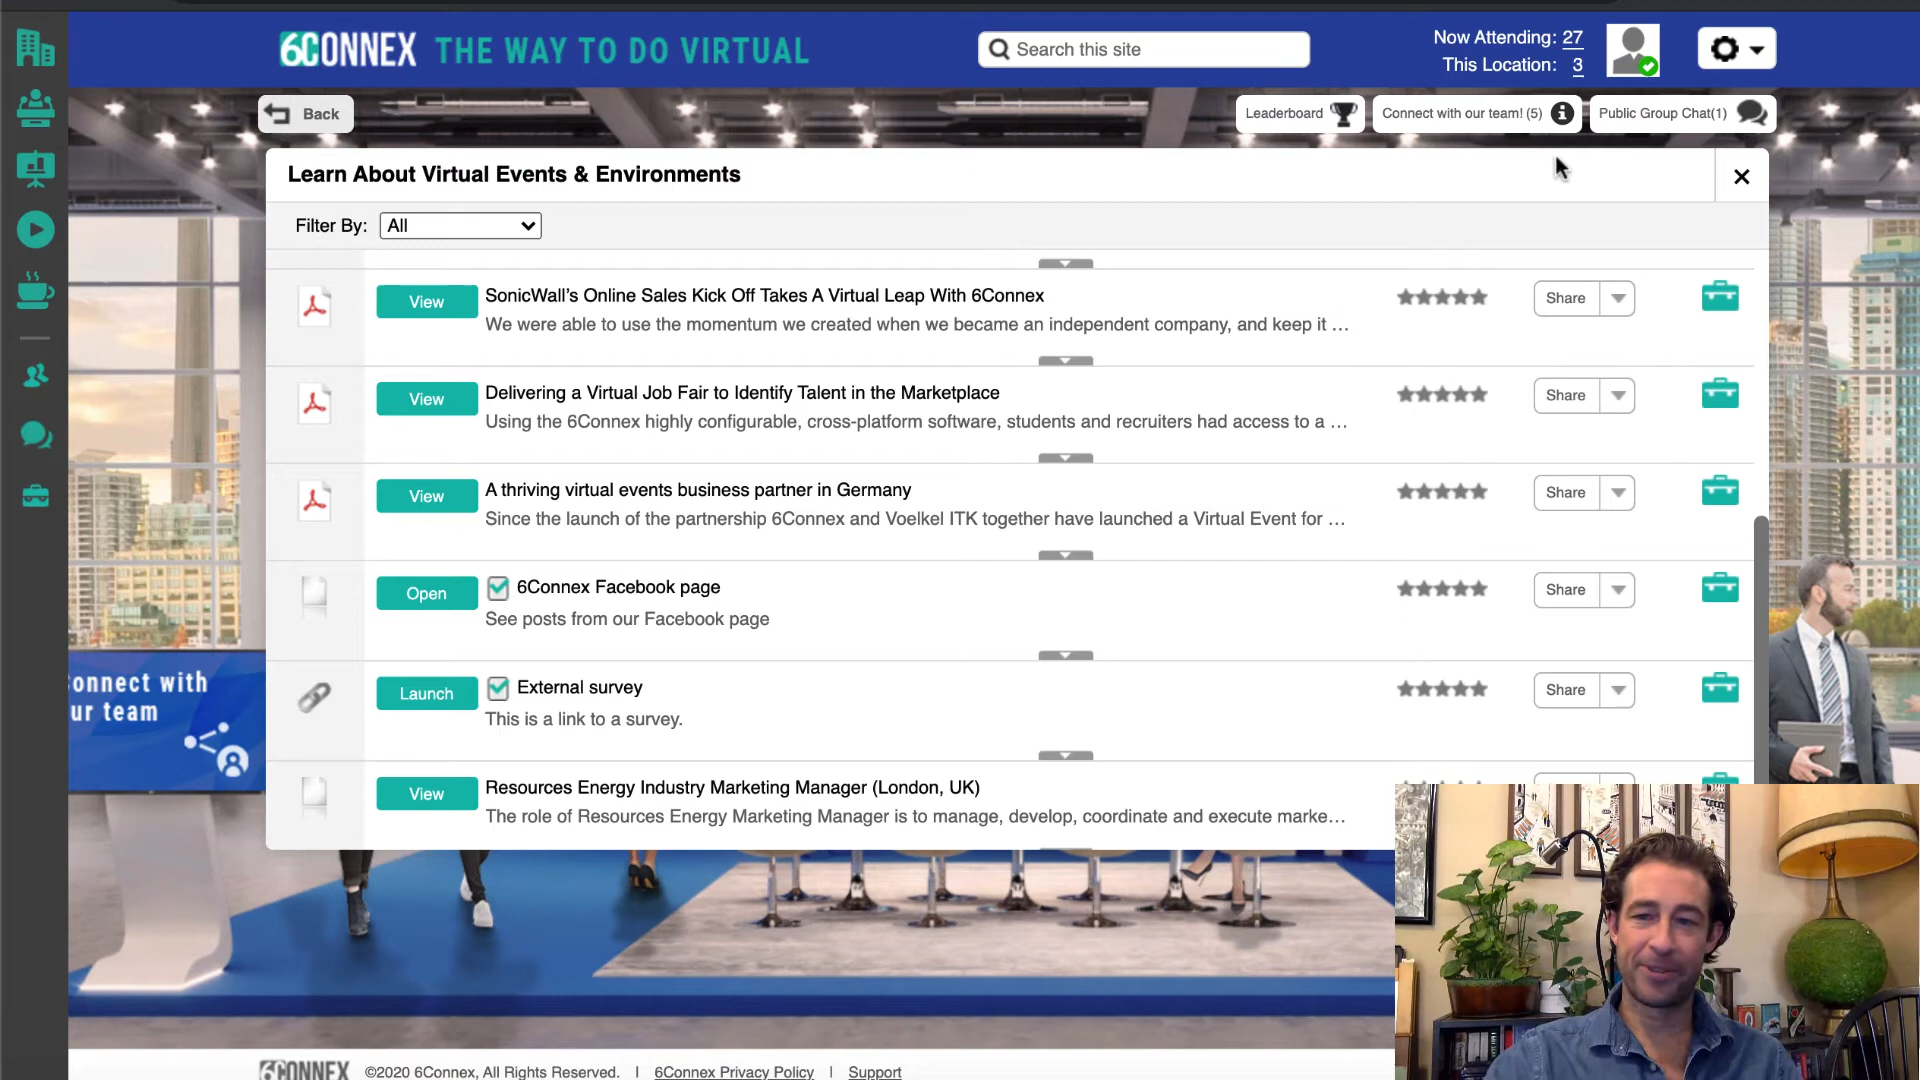 6CONNEX THE WAY TO DO VIRTUAL
Search this site
Now Attending: 27
This Location: 3
Back
Leaderboard
Connect with our team! (5)
Public Group Chat(1)
Learn About Virtual Events & Environments
Filter By: All
View SonicWall's Online Sales Kick Off Takes A Virtual Leap With 6Connex
Share
We were able to use the momentum we created when we became an independent company, and keep it ...
View Delivering a Virtual Job Fair to Identify Talent in the Marketplace
Share
Using the 6Connex highly configurable, cross-platform software, students and recruiters had access to a ...
View A thriving virtual events business partner in Germany
Share
Since the launch of the partnership 6Connex and Voelkel ITK together have launched a Virtual Event for ...
Open 6Connex Facebook page
Share
See posts from our Facebook page
Launch External survey
Share
This is a link to a survey.
View Resources Energy Industry Marketing Manager (London, UK)
The role of Resources Energy Marketing Manager is to manage, develop, coordinate and execute marke...
onnect with
ur team
6CONNEX ©2020 6Connex, All Rights Reserved. | 6Connex Privacy Policy | Support